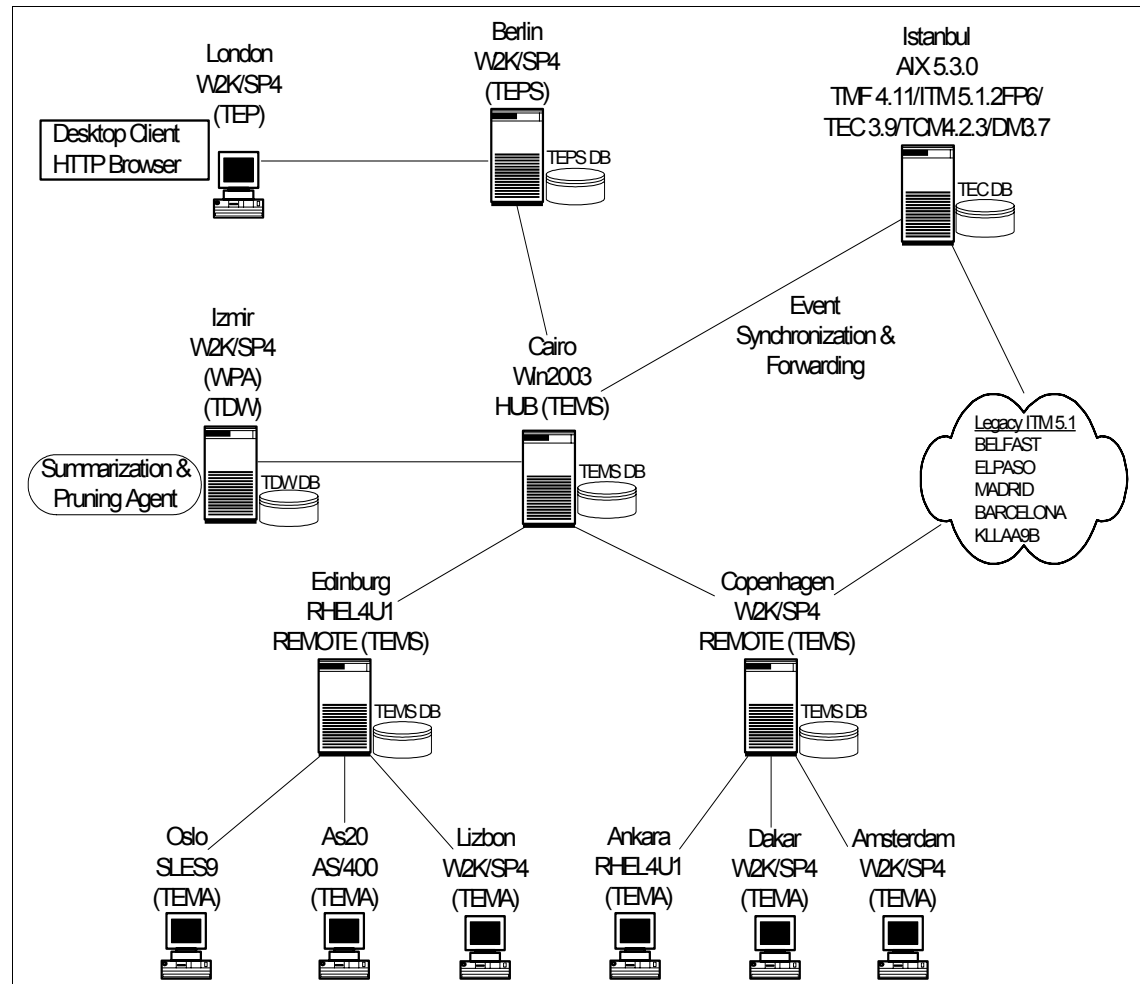 London
W2K/SP4
(TEP)
Desktop Client
HTTP Browser
Berlin
W2K/SP4
(TEPS)
TEPS DB
Istanbul
AIX 5.3.0
TMF 4.11/ITM 5.1.2FP6/
TEC 3.9/TCM4.2.3/DM3.7
TEC DB
Event
Synchronization &
Forwarding
Izmir
W2K/SP4
(WPA)
(TDW)
Summarization &
Pruning Agent
TDW DB
Cairo
Win2003
HUB (TEMS)
TEMS DB
Legacy ITM 5.1
BELFAST
ELPASO
MADRID
BARCELONA
KLLAA9B
Edinburg
RHEL4U1
REMOTE (TEMS)
TEMS DB
Copenhagen
W2K/SP4
REMOTE (TEMS)
TEMS DB
Oslo
SLES9
(TEMA)
As20
AS/400
(TEMA)
Lizbon
W2K/SP4
(TEMA)
Ankara
RHEL4U1
(TEMA)
Dakar
W2K/SP4
(TEMA)
Amsterdam
W2K/SP4
(TEMA)